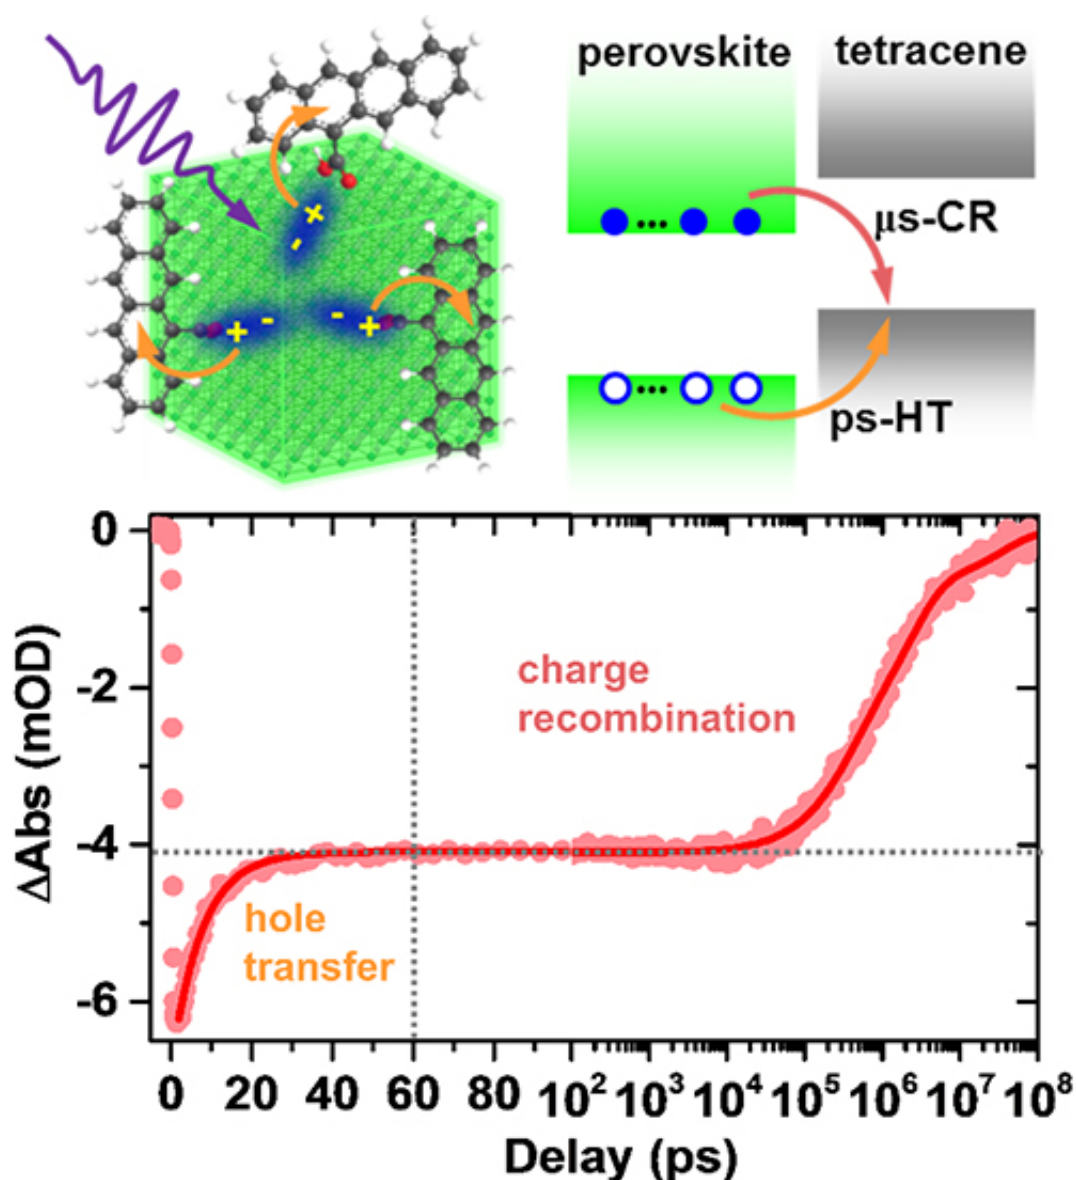 perovskite tetracene
+
-
- + - +
••• μs-CR
••• ps-HT
0
-2
-4
-6
ΔAbs (mOD)
charge
recombination
hole
transfer
0 20 40 60 80 10² 10³ 10⁴ 10⁵ 10⁶ 10⁷ 10⁸
Delay (ps)